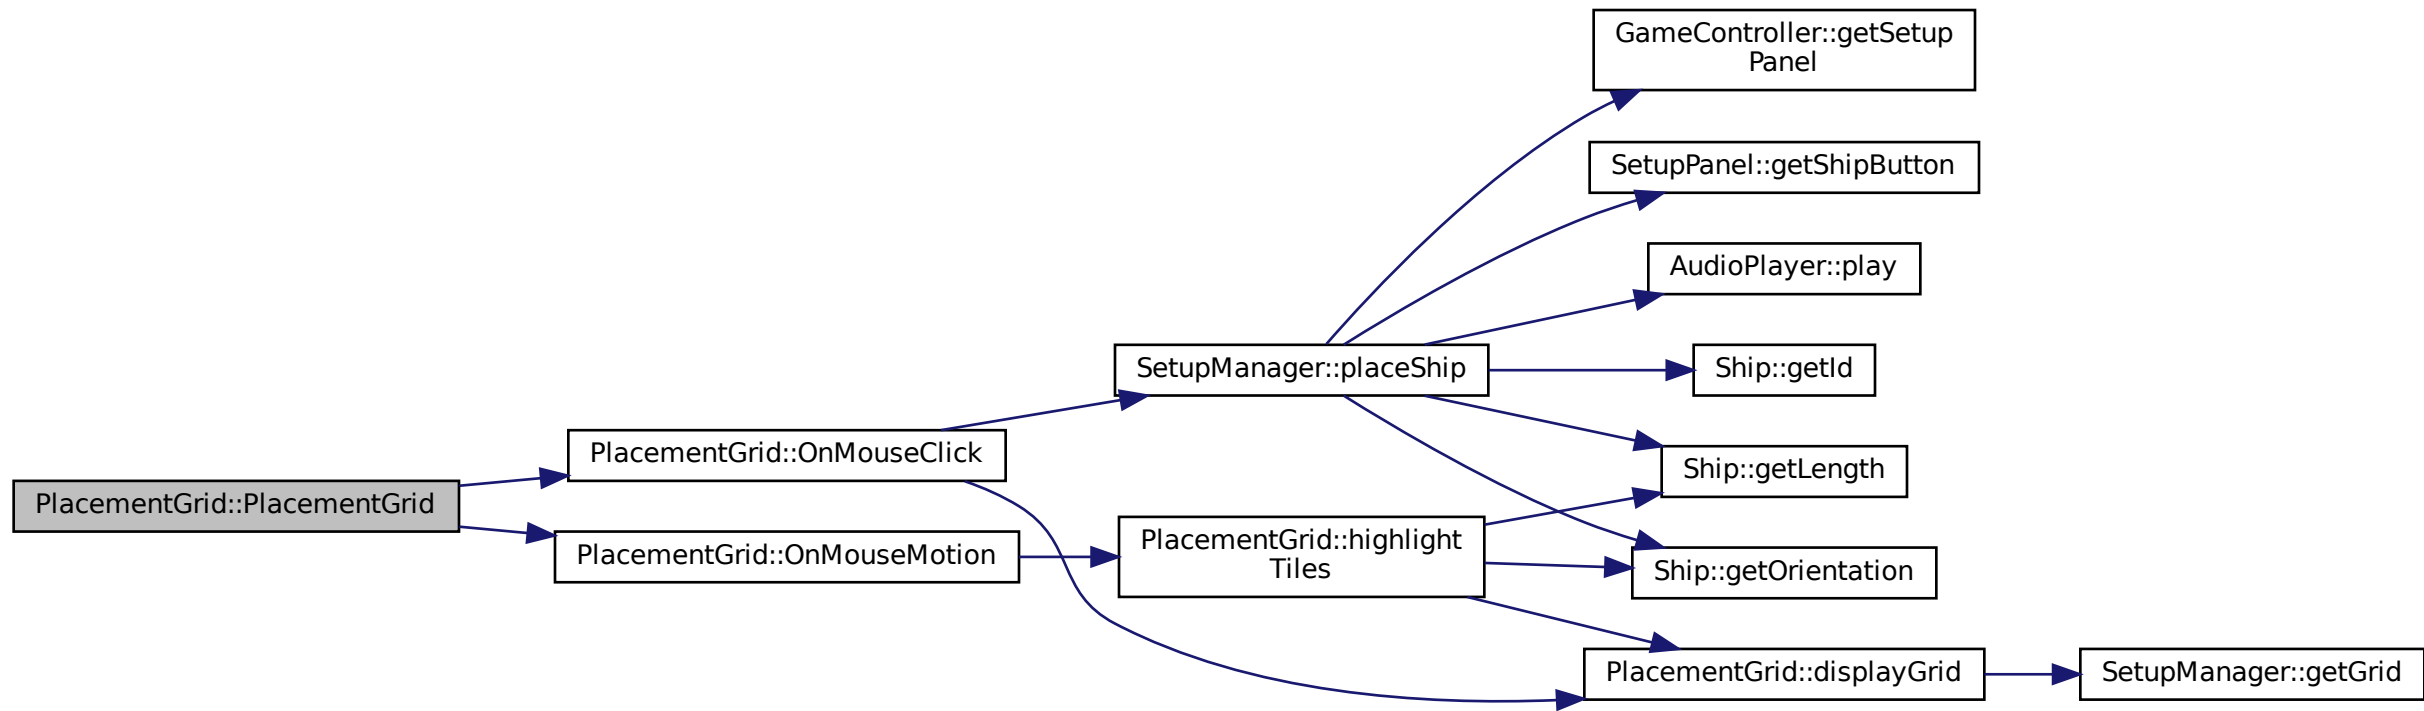 GameController::getSetup
Panel
SetupPanel::getShipButton
AudioPlayer::play
SetupManager::placeShip
Ship::getId
PlacementGrid::OnMouseClick
Ship::getLength
PlacementGrid::PlacementGrid
PlacementGrid::OnMouseMotion
PlacementGrid::highlight
Tiles
Ship::getOrientation
PlacementGrid::displayGrid
SetupManager::getGrid